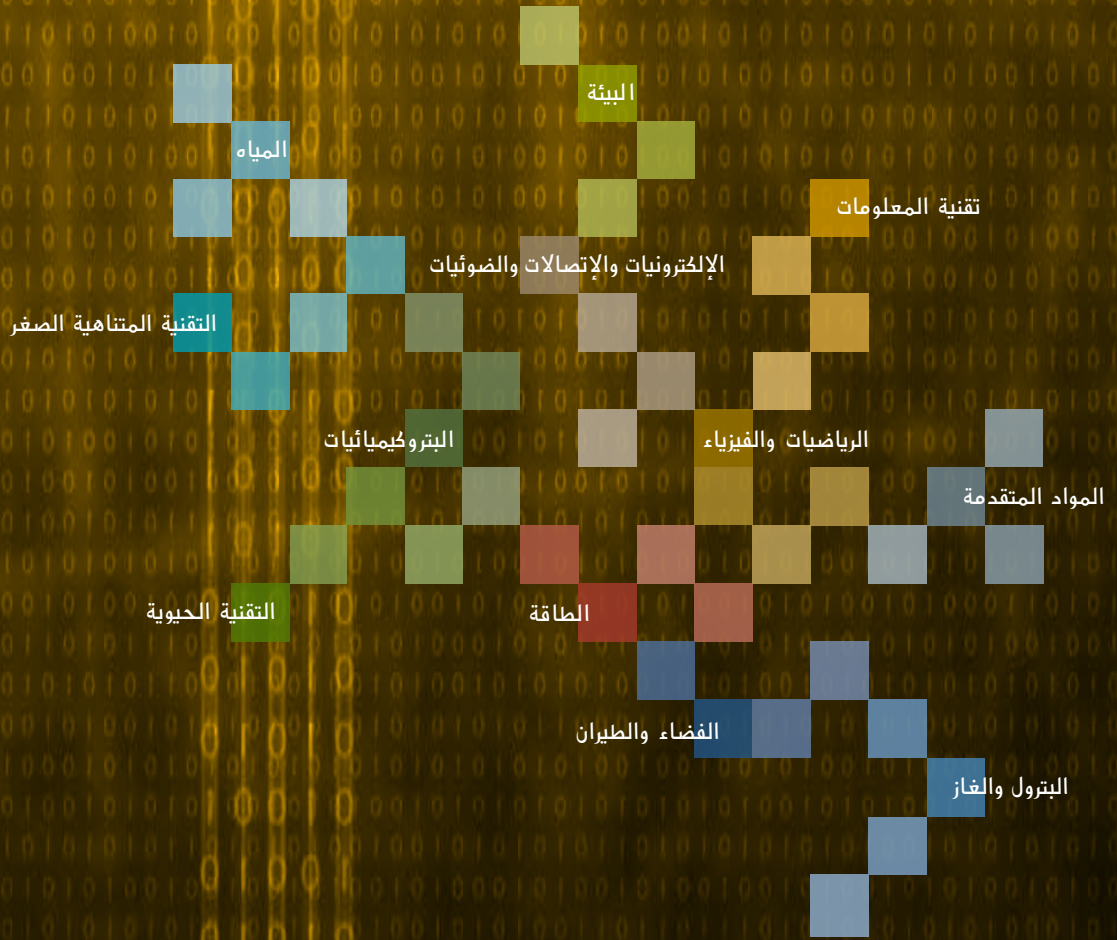 البيئة
المياه
تقنية المعلومات
الإلكترونيات والإتصالات والضوئيات
التقنية المتناهية الصغر
الرياضيات والفيزياء
البتروكيميائيات
المواد المتقدمة
الطاقة
التقنية الحيوية
الفضاء والطيران
البترول والغاز